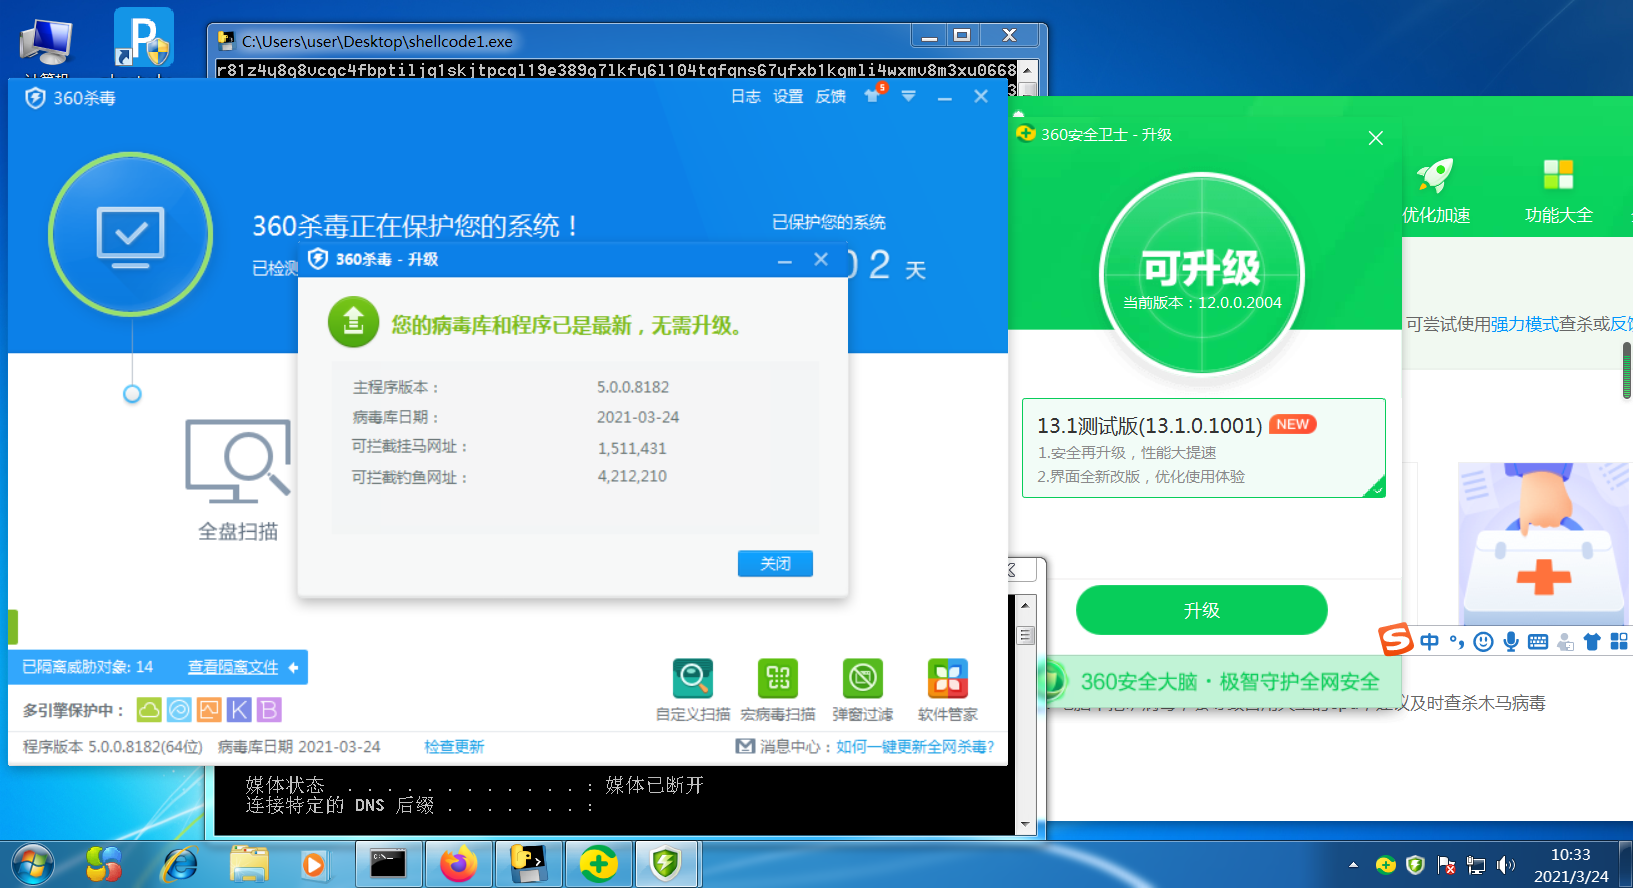 C:\Users\user\Desktop\shellcode1.exe
r81z4y8g8vcgc4fbptiljq1skjtpcql19e389q7lkfy6l104tqfqns67yfxb1kgmli4wxmv8m3xu0668
360杀毒
日志 设置 反馈
5
360杀毒正在保护您的系统！
已保护您的系统
已检测
02 天
360杀毒 - 升级
您的病毒库和程序已是最新，无需升级。
主程序版本： 5.0.0.8182
病毒库日期： 2021-03-24
可拦截挂马网址： 1,511,431
可拦截钓鱼网址： 4,212,210
关闭
全盘扫描
已隔离威胁对象: 14 查看隔离文件
多引擎保护中：
K B
自定义扫描 宏病毒扫描 弹窗过滤 软件管家
程序版本 5.0.0.8182(64位) 病毒库日期 2021-03-24 检查更新
消息中心：如何一键更新全网杀毒?
媒体状态 . . . . . . . . . . . . : 媒体已断开
连接特定的 DNS 后缀 . . . . . . . :
360安全卫士 - 升级
可升级
当前版本：12.0.0.2004
13.1测试版(13.1.0.1001) NEW
1.安全再升级，性能大提速
2.界面全新改版，优化使用体验
升级
360安全大脑·极智守护全网安全
优化加速 功能大全
可尝试使用强力模式查杀或反馈
中
及时查杀木马病毒
10:33
2021/3/24